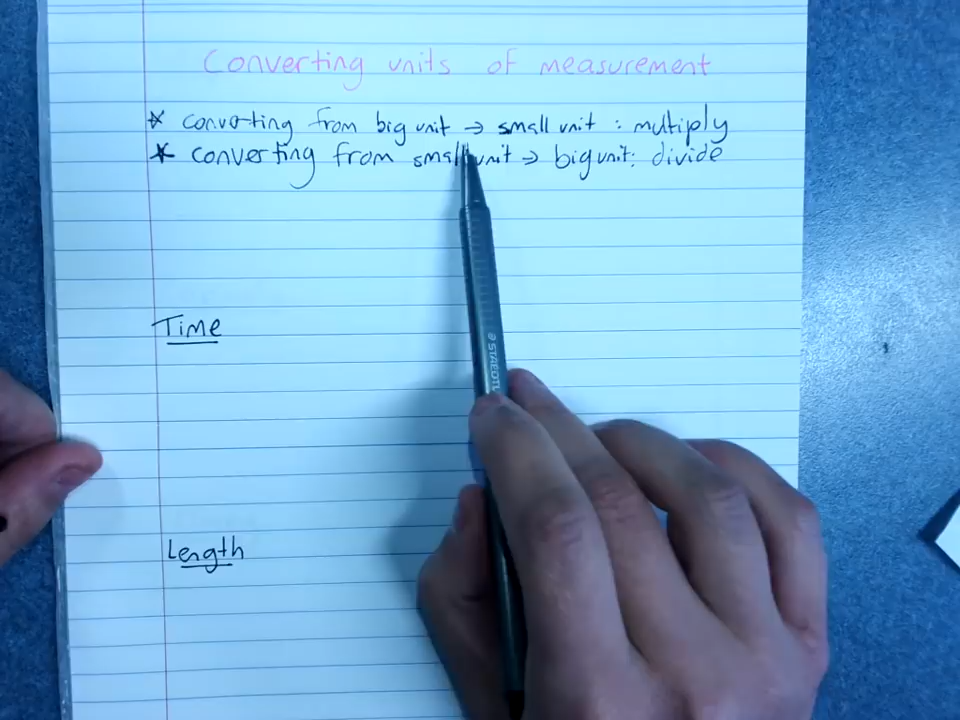 Converting units of measurement
* converting from big unit → small unit : multiply
* converting from small unit → big unit: divide
Time
STAEDTL
Length